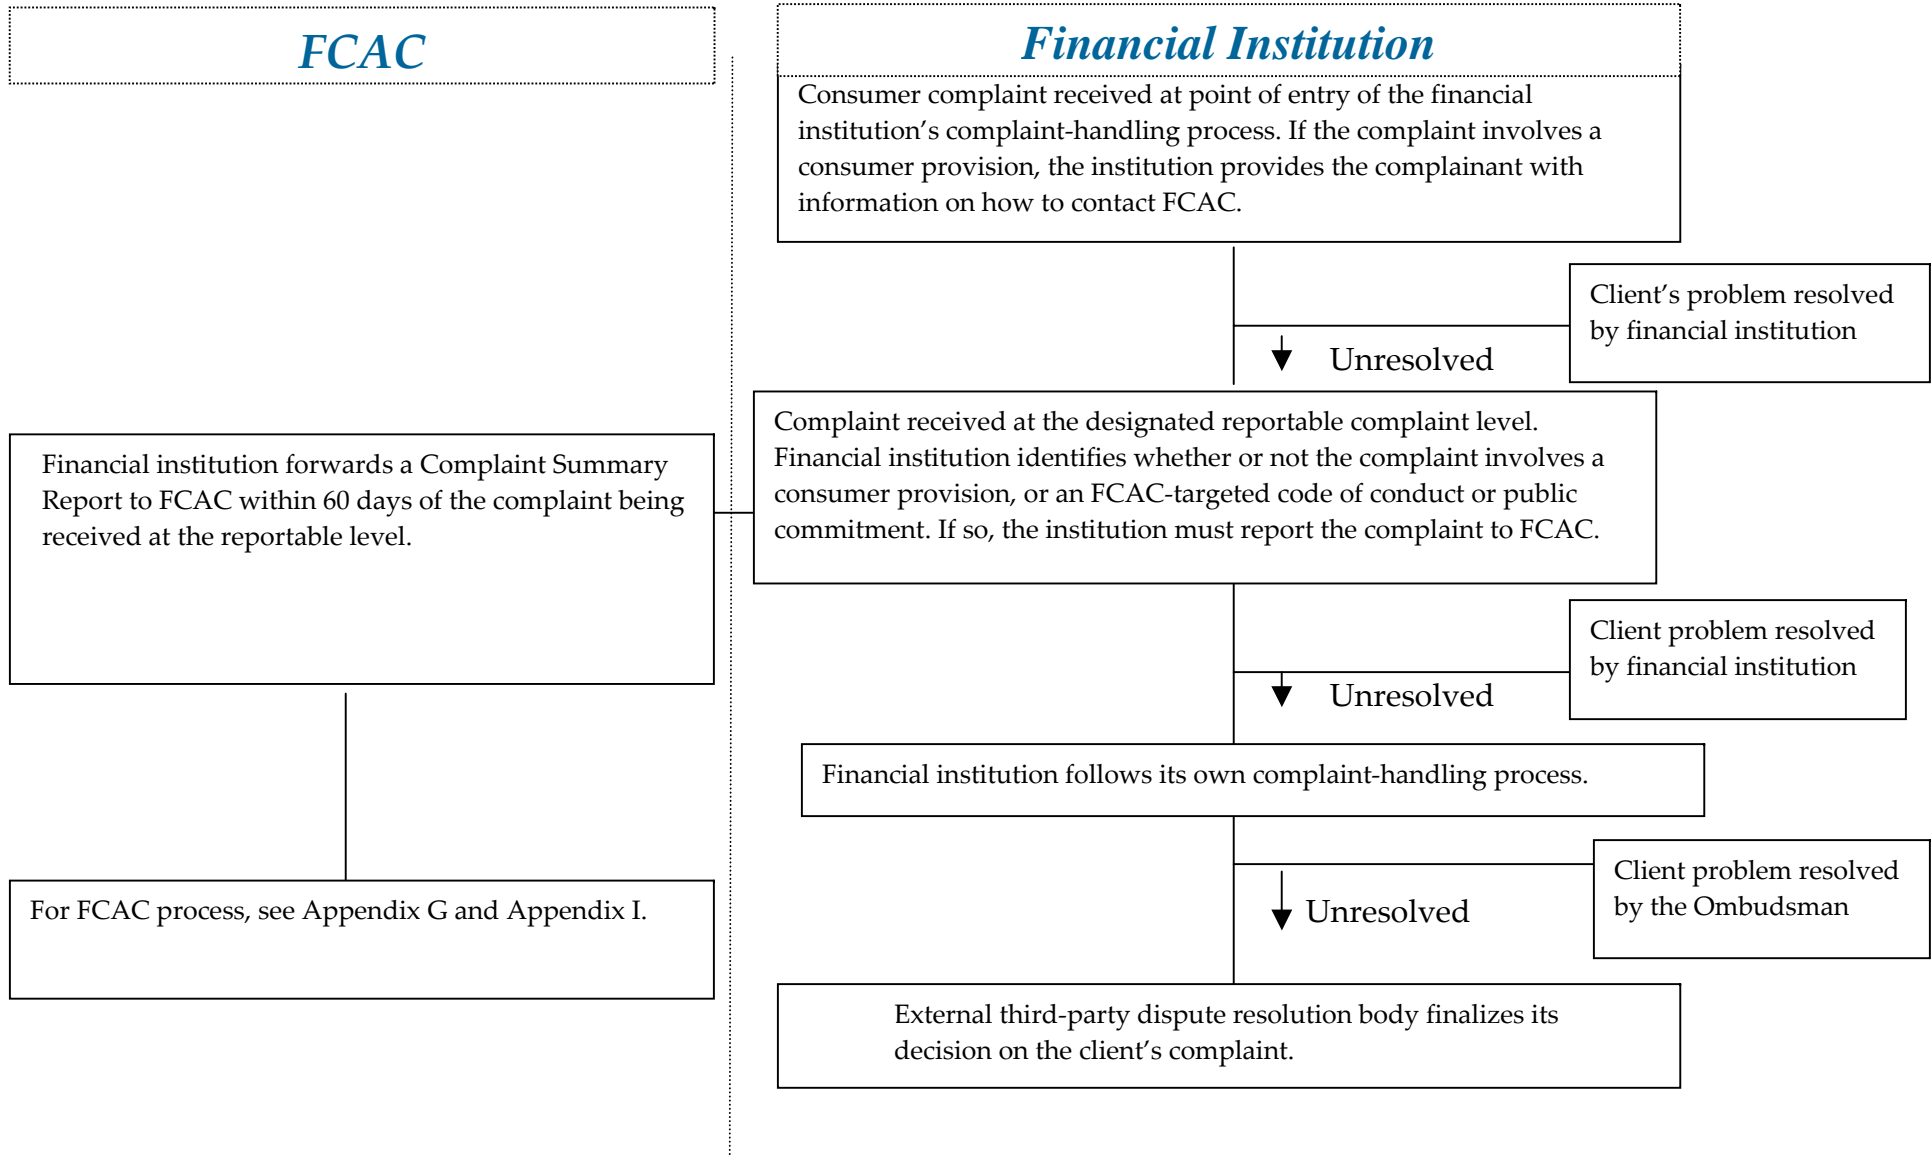 FCAC
Financial Institution
Consumer complaint received at point of entry of the financial
institution’s complaint-handling process. If the complaint involves a
consumer provision, the institution provides the complainant with
information on how to contact FCAC.
Client’s problem resolved
by financial institution
Unresolved
Complaint received at the designated reportable complaint level.
Financial institution identifies whether or not the complaint involves a
consumer provision, or an FCAC-targeted code of conduct or public
commitment. If so, the institution must report the complaint to FCAC.
Financial institution forwards a Complaint Summary
Report to FCAC within 60 days of the complaint being
received at the reportable level.
Client problem resolved
by financial institution
Unresolved
Financial institution follows its own complaint-handling process.
Client problem resolved
by the Ombudsman
Unresolved
For FCAC process, see Appendix G and Appendix I.
External third-party dispute resolution body finalizes its
decision on the client’s complaint.